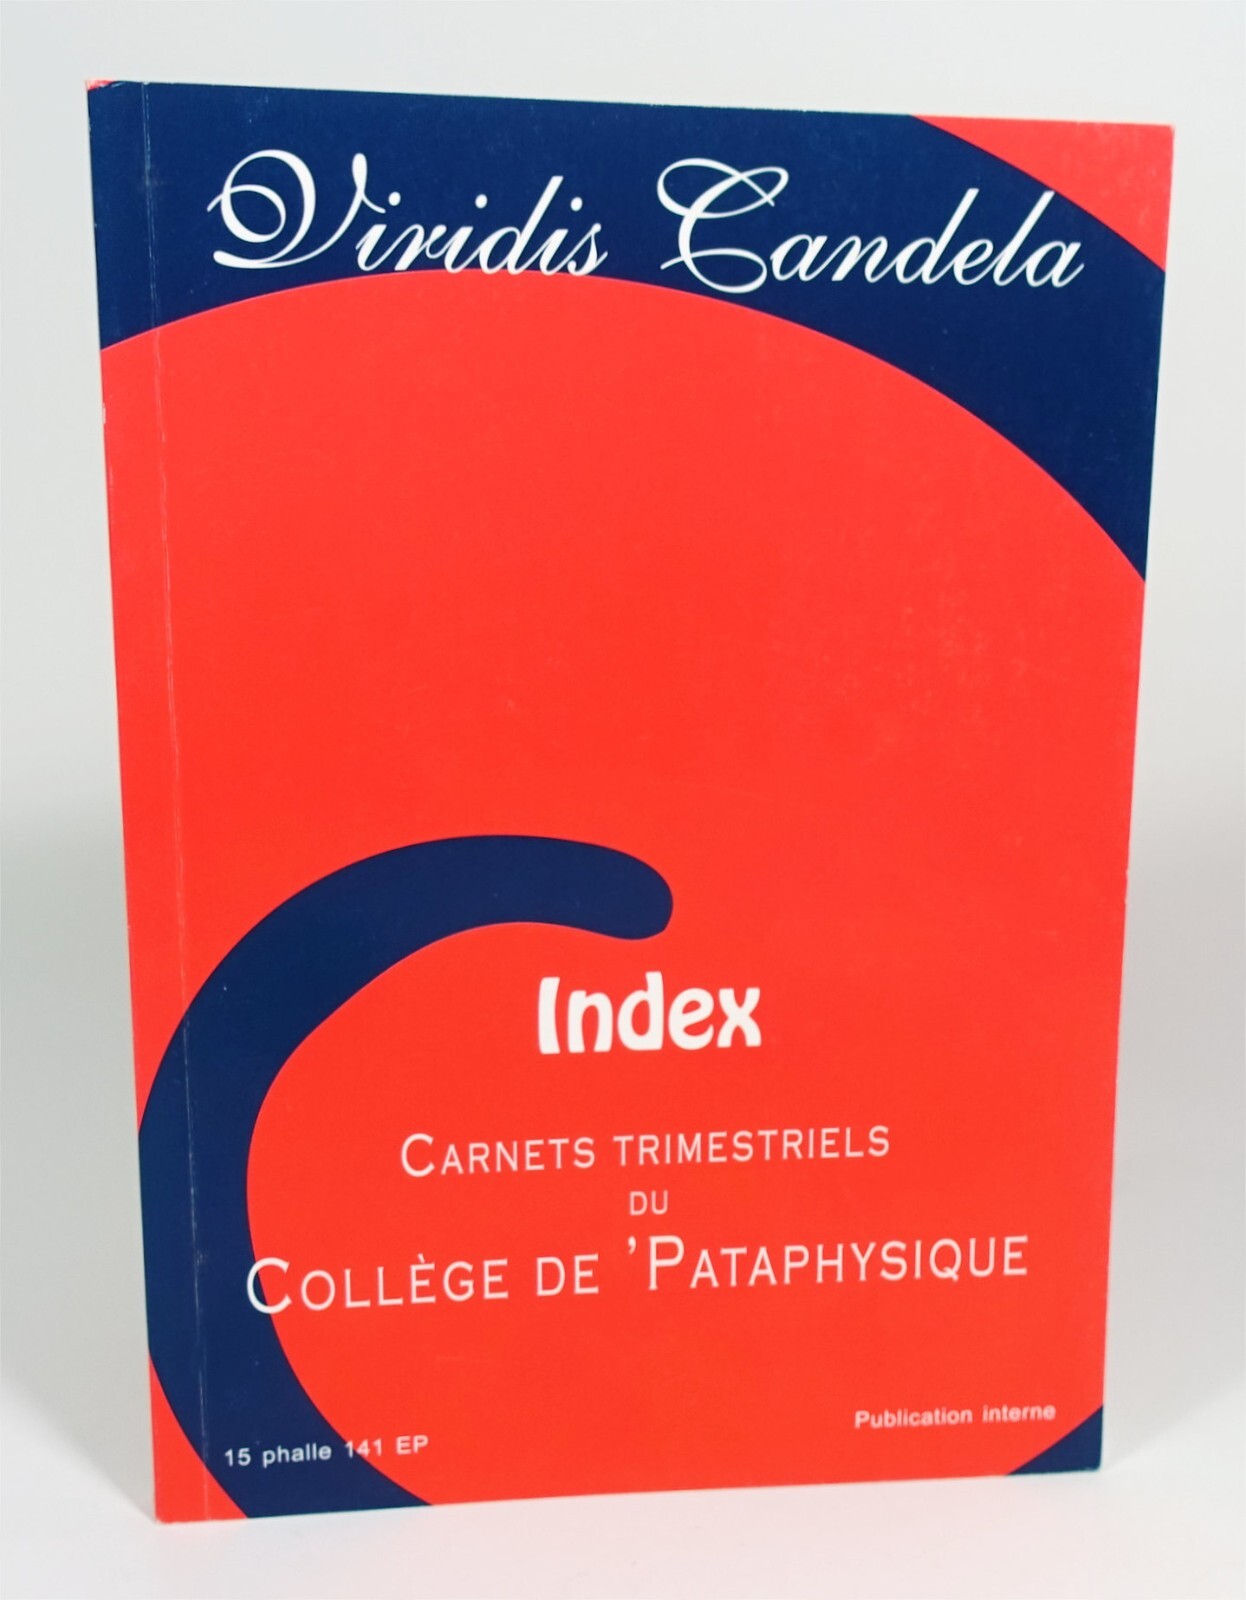 Viridis Candela
Index
CARNETS TRIMESTRIELS
DU
COLLÈGE DE 'PATAPHYSIQUE
Publication interne
15 phalle 141 EP